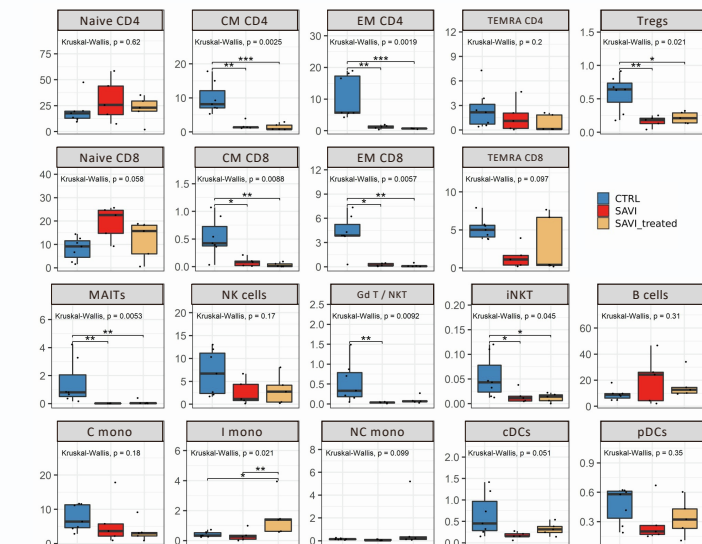 Naive CD4 CM CD4 EM CD4 TEMRA CD4 Tregs
Kruskal-Wallis, p = 0.62 Kruskal-Wallis, p = 0.0025 Kruskal-Wallis, p = 0.0019 Kruskal-Wallis, p = 0.2 Kruskal-Wallis, p = 0.021
75 50 25 0
20 10 0
*** **
30 20 10 0
*** **
12 9 6 3 0
1.5 1.0 0.5 0.0
* **
Naive CD8 CM CD8 EM CD8 TEMRA CD8
Kruskal-Wallis, p = 0.058 Kruskal-Wallis, p = 0.0088 Kruskal-Wallis, p = 0.0057 Kruskal-Wallis, p = 0.097
40 30 20 10 0
1.5 1.0 0.5 0.0
** *
12 9 6 3 0
** *
10 5 0
CTRL
SAVI
SAVI_treated
MAITs NK cells Gd T / NKT iNKT B cells
Kruskal-Wallis, p = 0.0053 Kruskal-Wallis, p = 0.17 Kruskal-Wallis, p = 0.0092 Kruskal-Wallis, p = 0.045 Kruskal-Wallis, p = 0.31
6 4 2 0
** **
20 15 10 5 0
2.5 2.0 1.5 1.0 0.5 0.0
**
0.20 0.15 0.10 0.05 0.00
* *
60 40 20 0
C mono I mono NC mono cDCs pDCs
Kruskal-Wallis, p = 0.18 Kruskal-Wallis, p = 0.021 Kruskal-Wallis, p = 0.099 Kruskal-Wallis, p = 0.051 Kruskal-Wallis, p = 0.35
20 10 0
6 4 2 0
** *
8 6 4 2 0
2.0 1.5 1.0 0.5 0.0
0.9 0.6 0.3